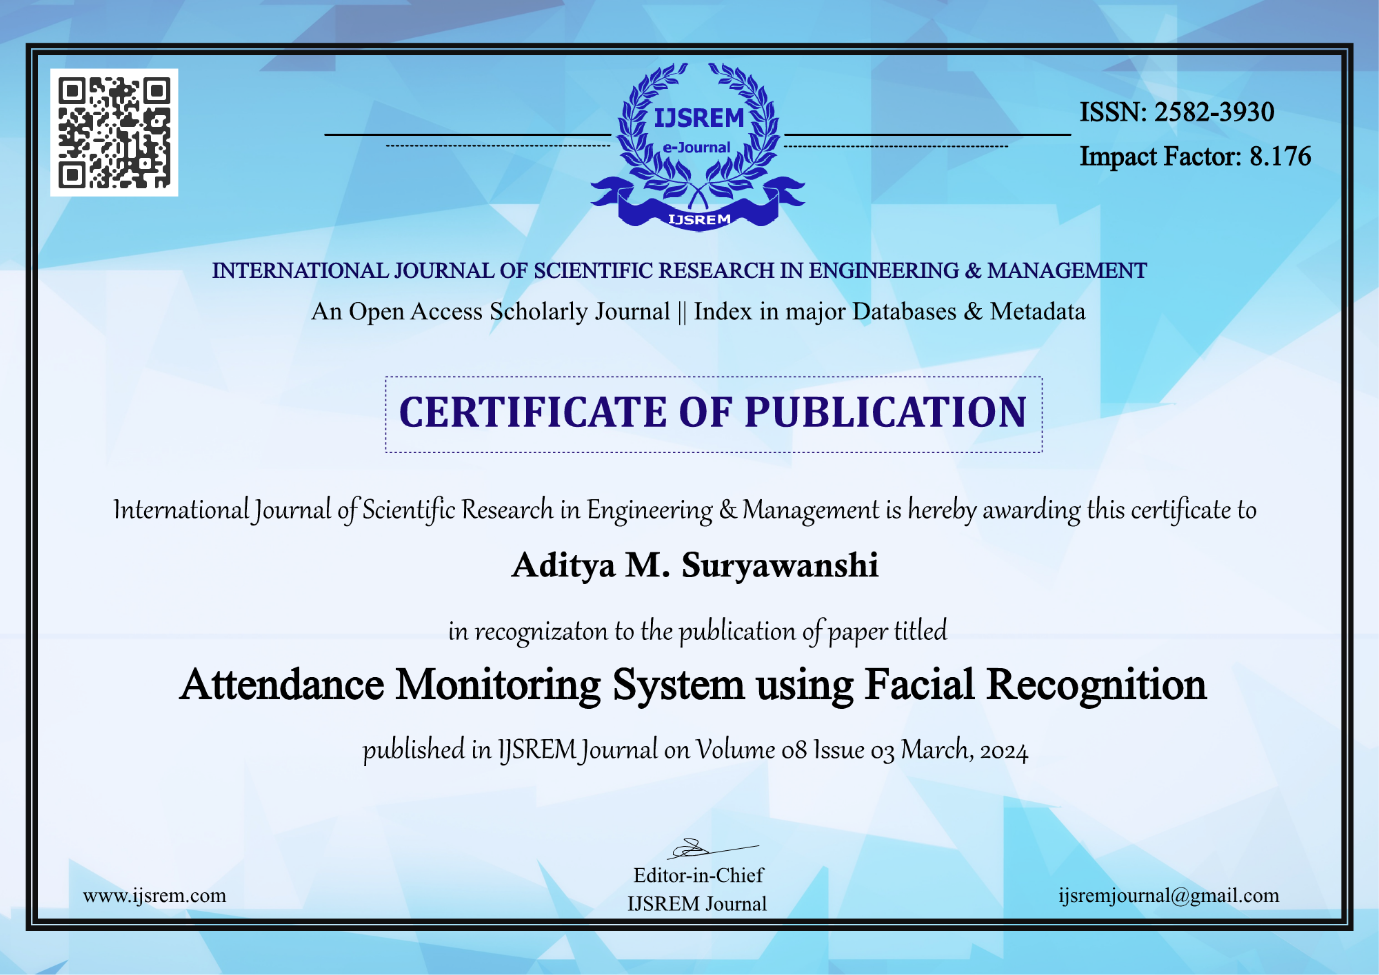 IJSREM
e-Journal
IJSREM
ISSN: 2582-3930
Impact Factor: 8.176
INTERNATIONAL JOURNAL OF SCIENTIFIC RESEARCH IN ENGINEERING & MANAGEMENT
An Open Access Scholarly Journal || Index in major Databases & Metadata
CERTIFICATE OF PUBLICATION
International Journal of Scientific Research in Engineering & Management is hereby awarding this certificate to
Aditya M. Suryawanshi
in recognizaton to the publication of paper titled
Attendance Monitoring System using Facial Recognition
published in IJSREM Journal on Volume 08 Issue 03 March, 2024
Editor-in-Chief
IJSREM Journal
www.ijsrem.com
ijsremjournal@gmail.com